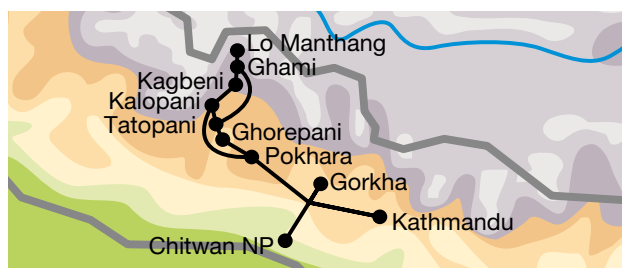 Lo Manthang
Ghami
Kagbeni
Kalopani
Tatopani
Ghorepani
Pokhara
Gorkha
Kathmandu
Chitwan NP